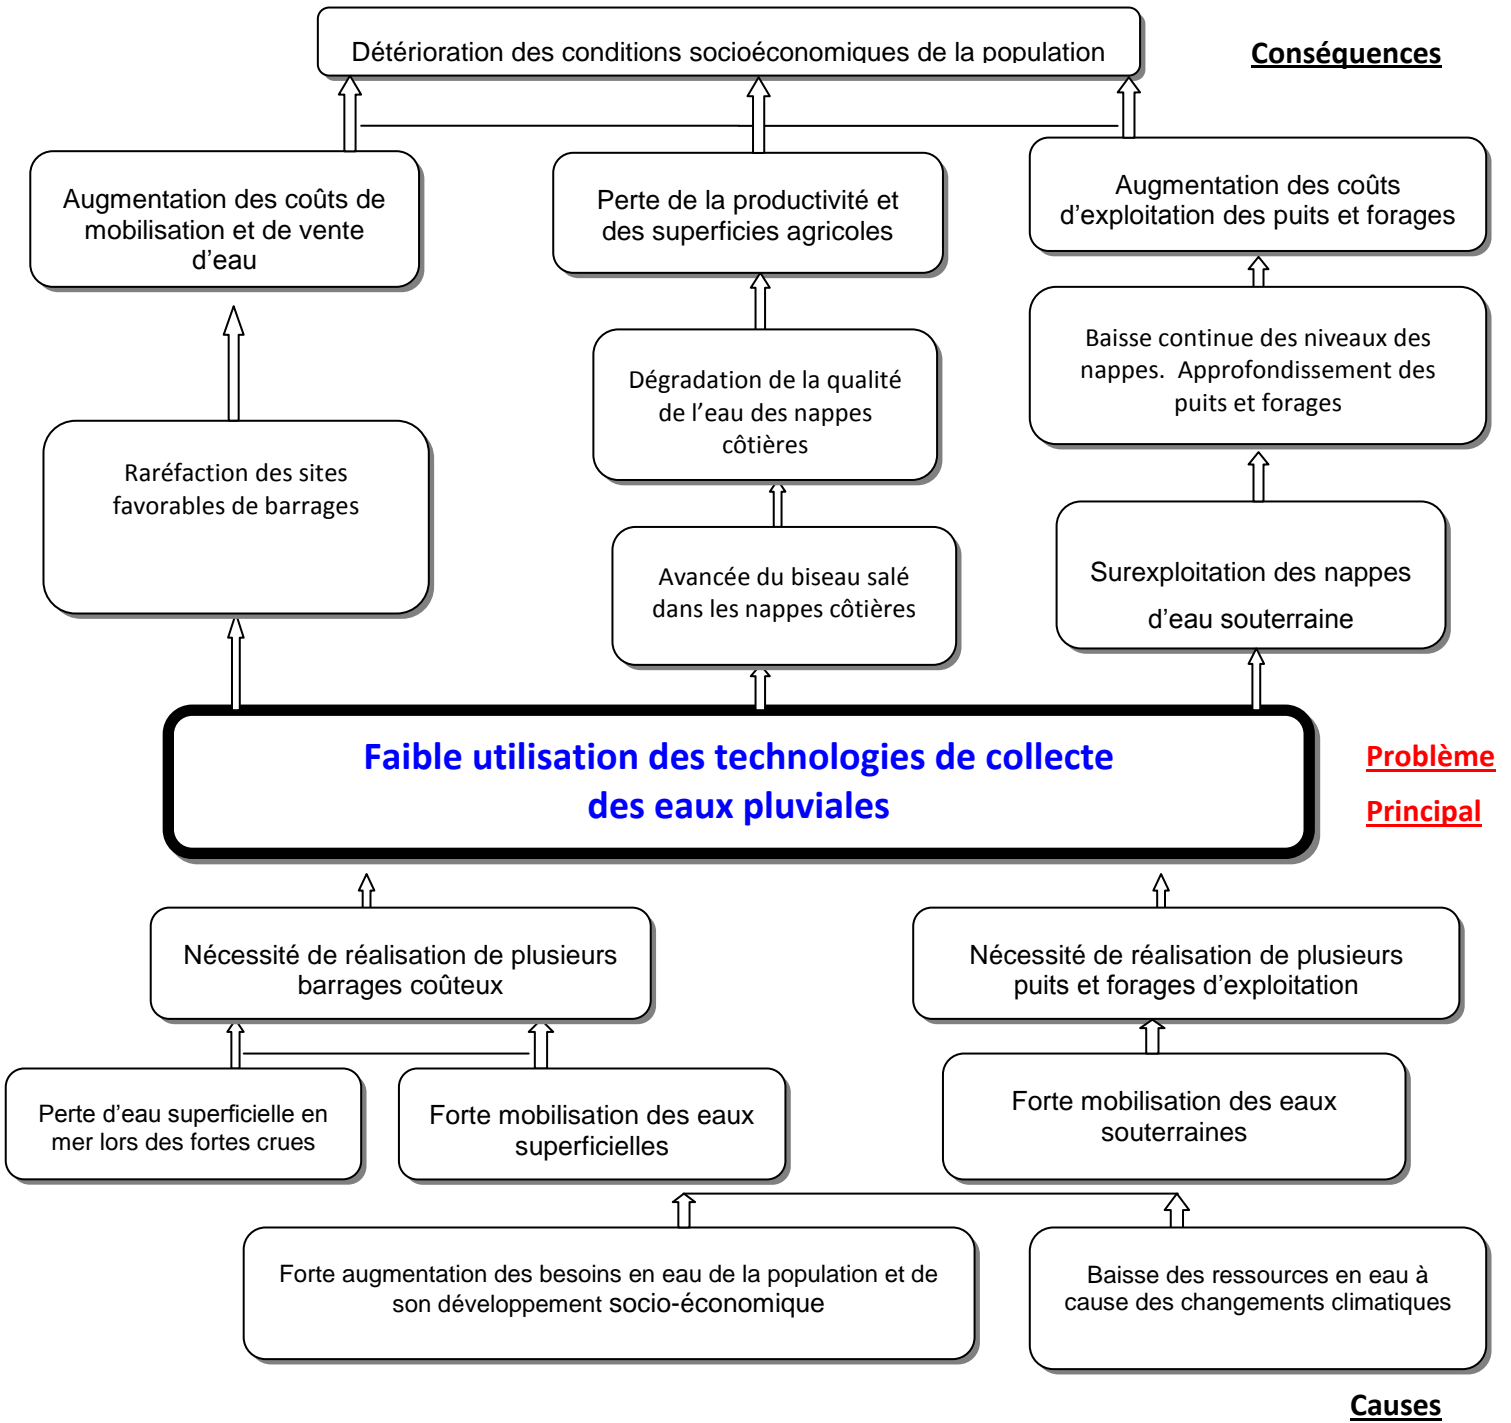 Détérioration des conditions socioéconomiques de la population
Conséquences
Augmentation des coûts de
mobilisation et de vente
d’eau
Perte de la productivité et
des superficies agricoles
Augmentation des coûts
d’exploitation des puits et forages
Raréfaction des sites
favorables de barrages
Dégradation de la qualité
de l’eau des nappes
côtières
Baisse continue des niveaux des
nappes. Approfondissement des
puits et forages
Avancée du biseau salé
dans les nappes côtières
Surexploitation des nappes
d’eau souterraine
Faible utilisation des technologies de collecte
des eaux pluviales
Problème
Principal
Nécessité de réalisation de plusieurs
barrages coûteux
Nécessité de réalisation de plusieurs
puits et forages d’exploitation
Perte d’eau superficielle en
mer lors des fortes crues
Forte mobilisation des eaux
superficielles
Forte mobilisation des eaux
souterraines
Forte augmentation des besoins en eau de la population et de
son développement socio-économique
Baisse des ressources en eau à
cause des changements climatiques
Causes